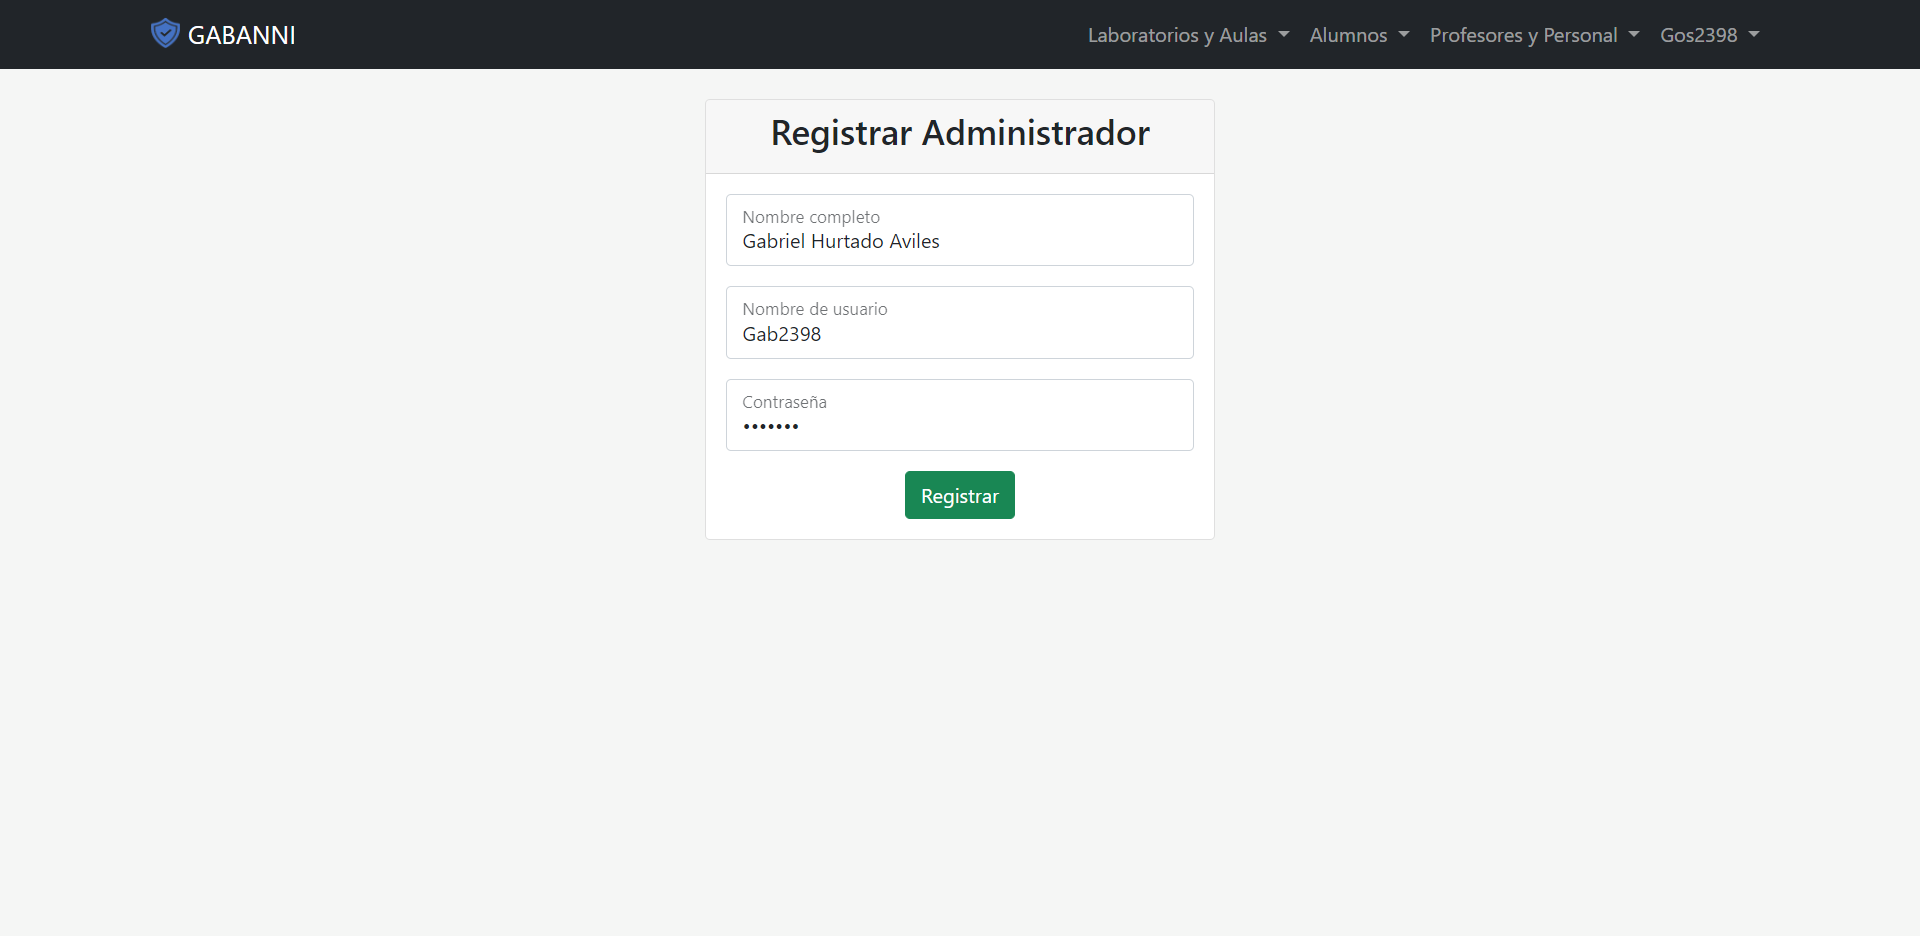 GABANNI
Laboratorios y Aulas
Alumnos
Profesores y Personal
Gos2398
Registrar Administrador
Nombre completo
Gabriel Hurtado Aviles
Nombre de usuario
Gab2398
Contraseña
•••••••
Registrar